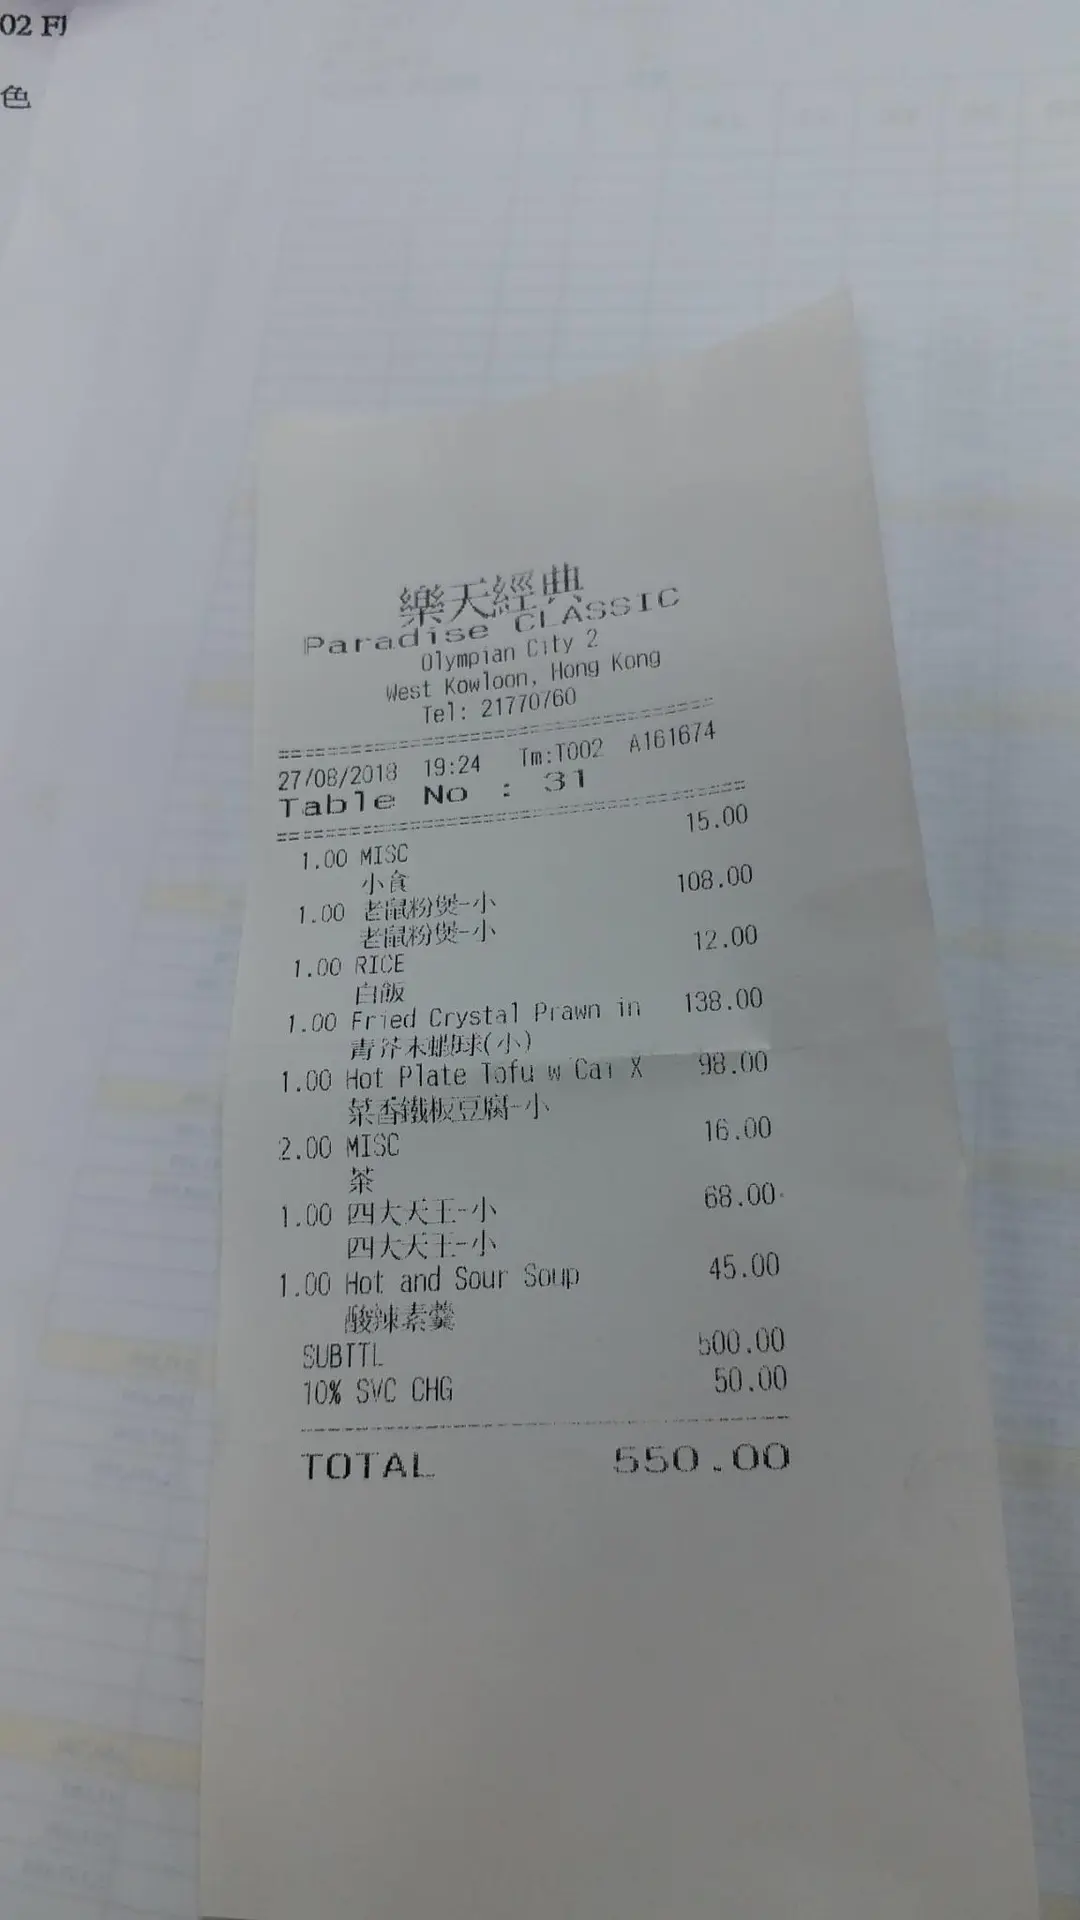 02 FJ
色
樂天經典
Paradise CLASSIC
Olympian City 2
West Kowloon, Hong Kong
Tel: 21770760
27/08/2018 19:24 Tm:T002 A161674
Table No : 31
1.00 MISC 15.00
小食
1.00 老鼠粉煲-小 108.00
老鼠粉煲-小
1.00 RICE 12.00
白飯
1.00 Fried Crystal Prawn in 138.00
青芥末蝦球(小)
1.00 Hot Plate Tofu w Cai X 98.00
菜香鐵板豆腐-小
2.00 MISC 16.00
茶
1.00 四大天王-小 68.00
四大天王-小
1.00 Hot and Sour Soup 45.00
酸辣素羹
SUBTTL 500.00
10% SVC CHG 50.00
TOTAL 550.00